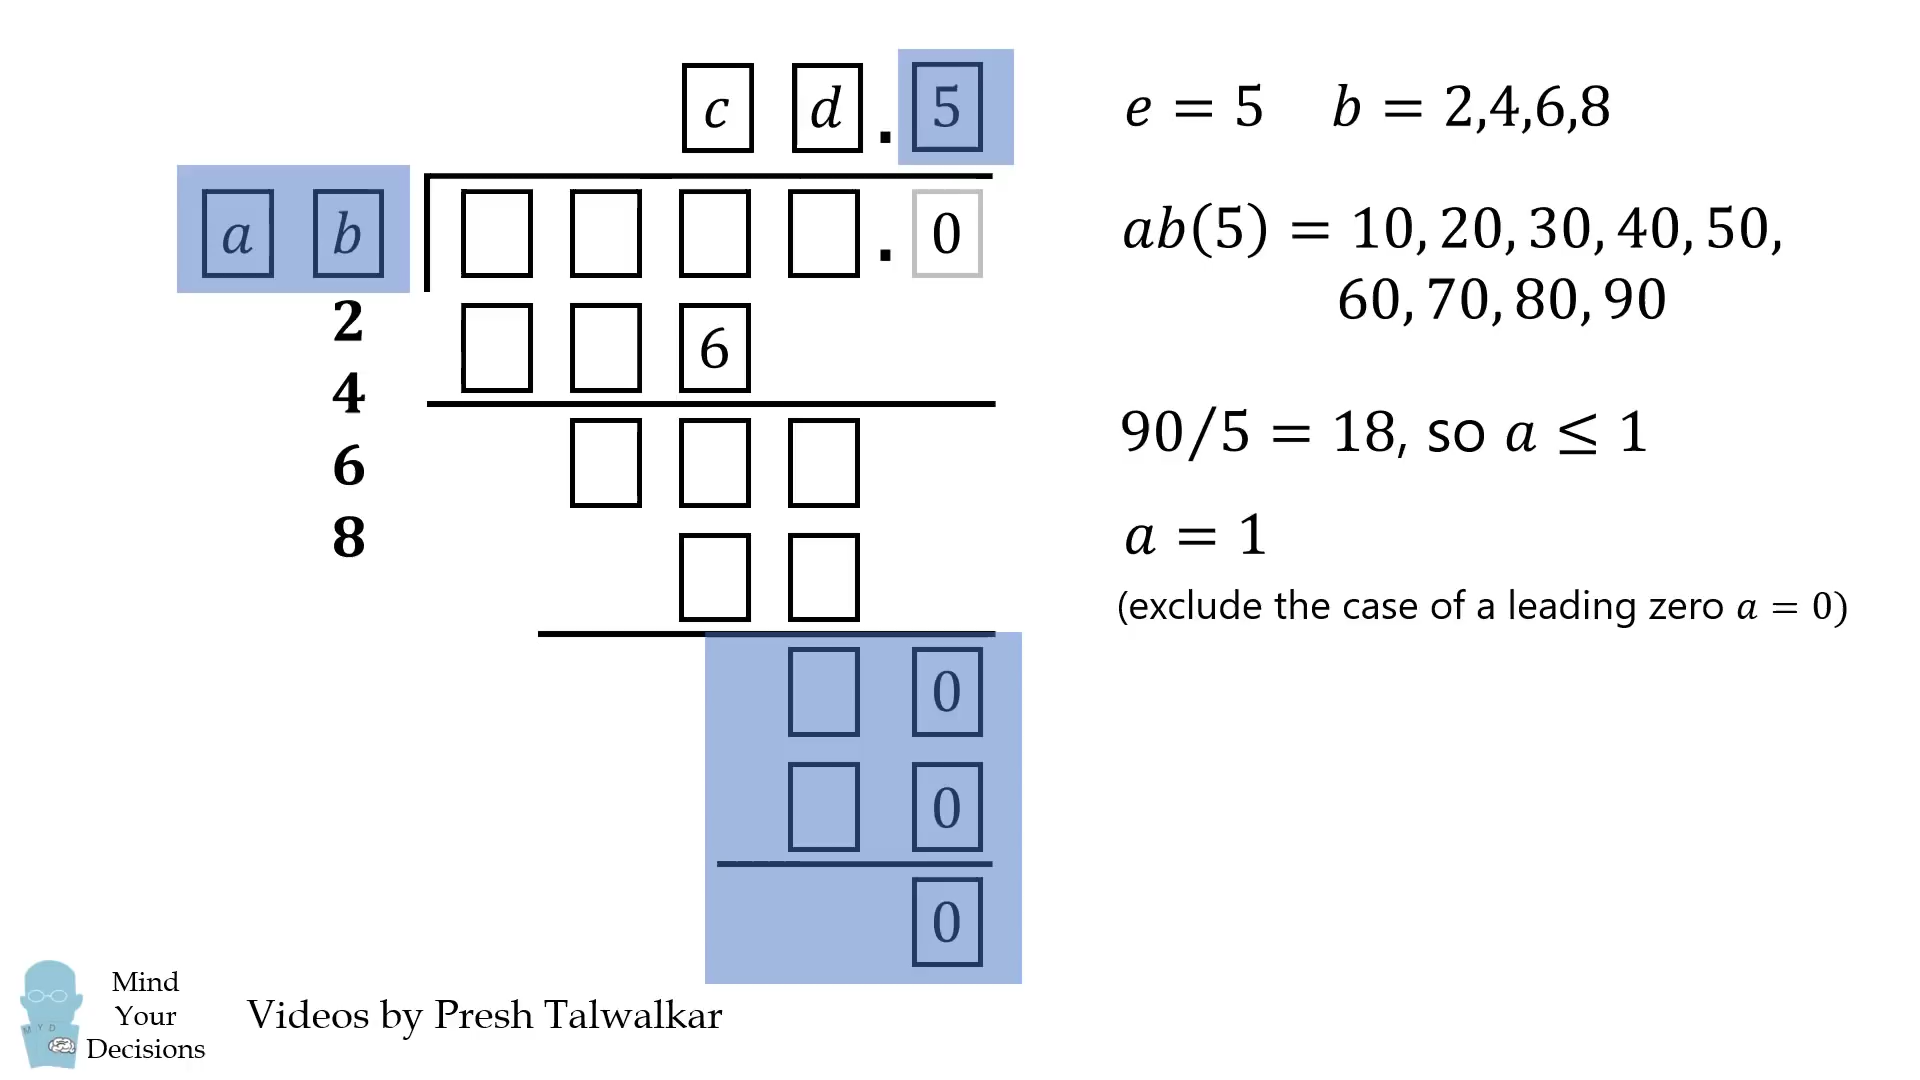 c d . 5
a b . 0
2
4
6
8
6
0
0
0
e = 5 b = 2,4,6,8
ab(5) = 10, 20, 30, 40, 50,
60, 70, 80, 90
90/5 = 18, so a ≤ 1
a = 1
(exclude the case of a leading zero a = 0)
M Y D
Mind
Your
Decisions
Videos by Presh Talwalkar